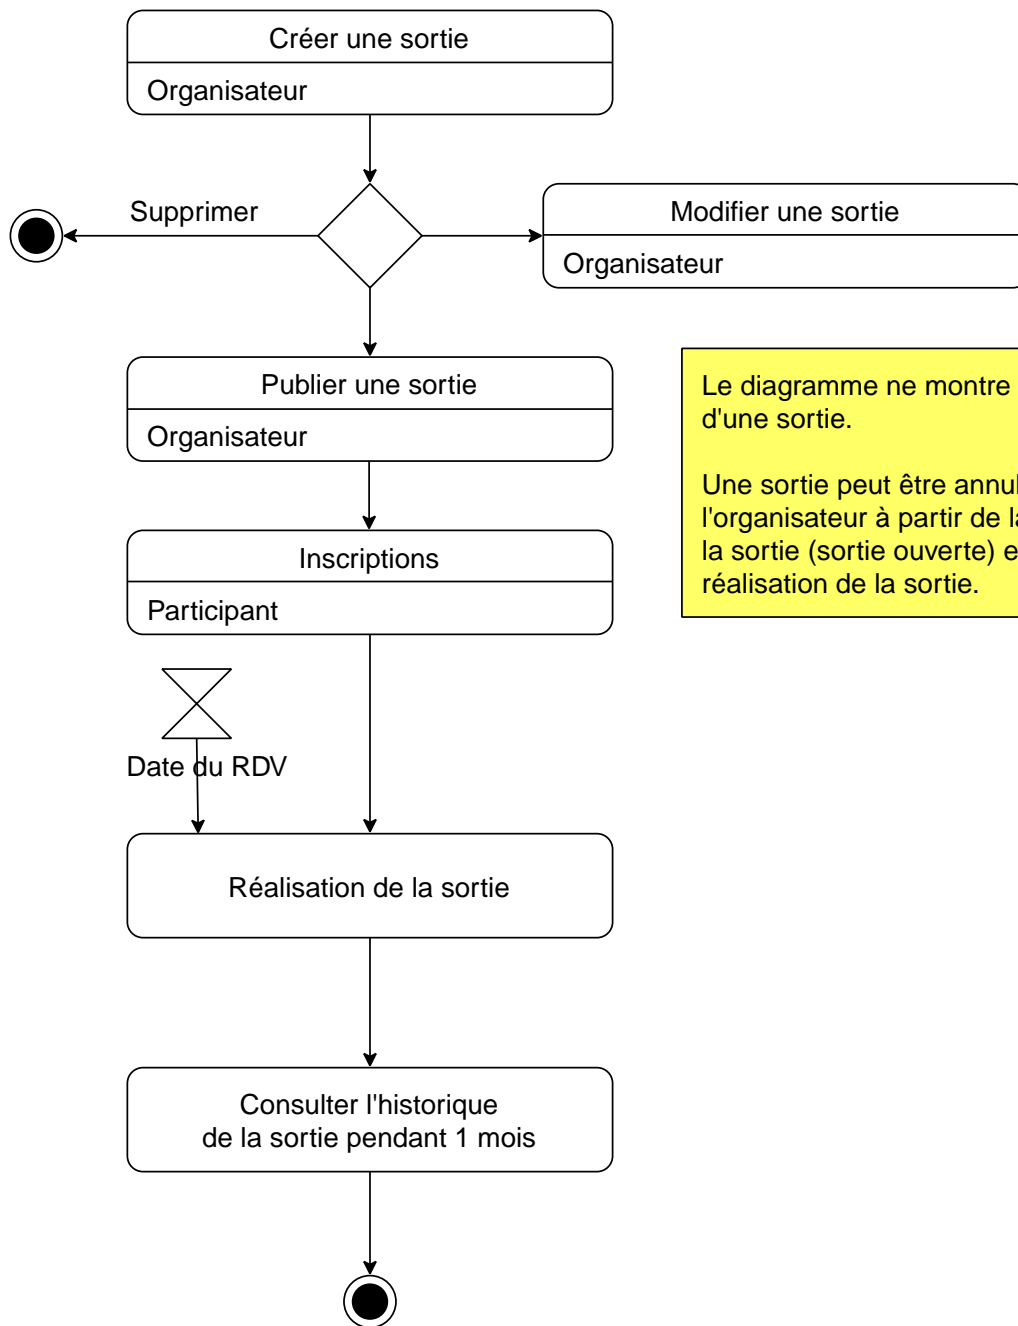 Créer une sortie
Organisateur
Supprimer
Modifier une sortie
Organisateur
Publier une sortie
Organisateur
Le diagramme ne montre
d'une sortie.
Une sortie peut être
l'organisateur à partir de
la sortie (sortie ouverte)
réalisation de la sortie.
Inscriptions
Participant
Date du RDV
Réalisation de la sortie
Consulter l'historique
de la sortie pendant 1 mois